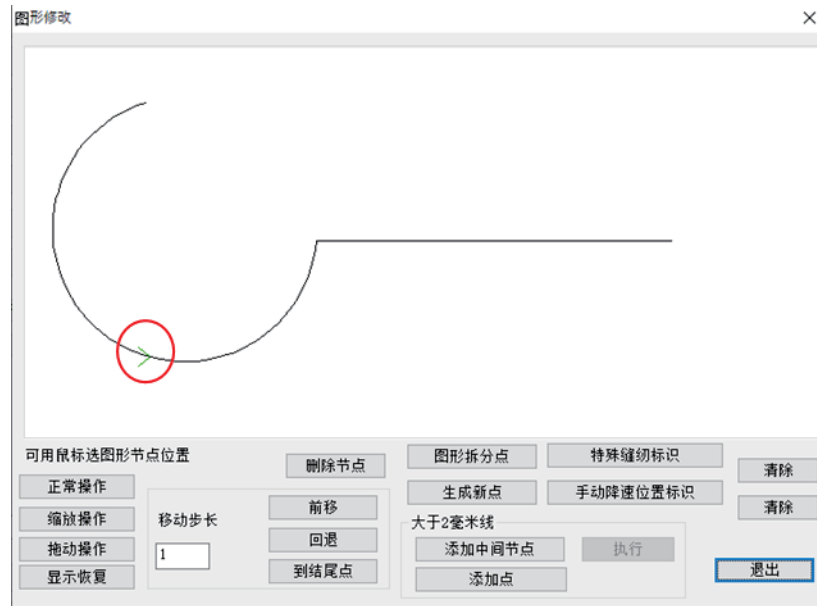 图形修改
可用鼠标选图形节点位置
正常操作
缩放操作
拖动操作
显示恢复
移动步长
1
删除节点
前移
回退
到结尾点
图形拆分点
生成新点
特殊缝纫标识
手动降速位置标识
清除
清除
大于2毫米线
添加中间节点
执行
添加点
退出